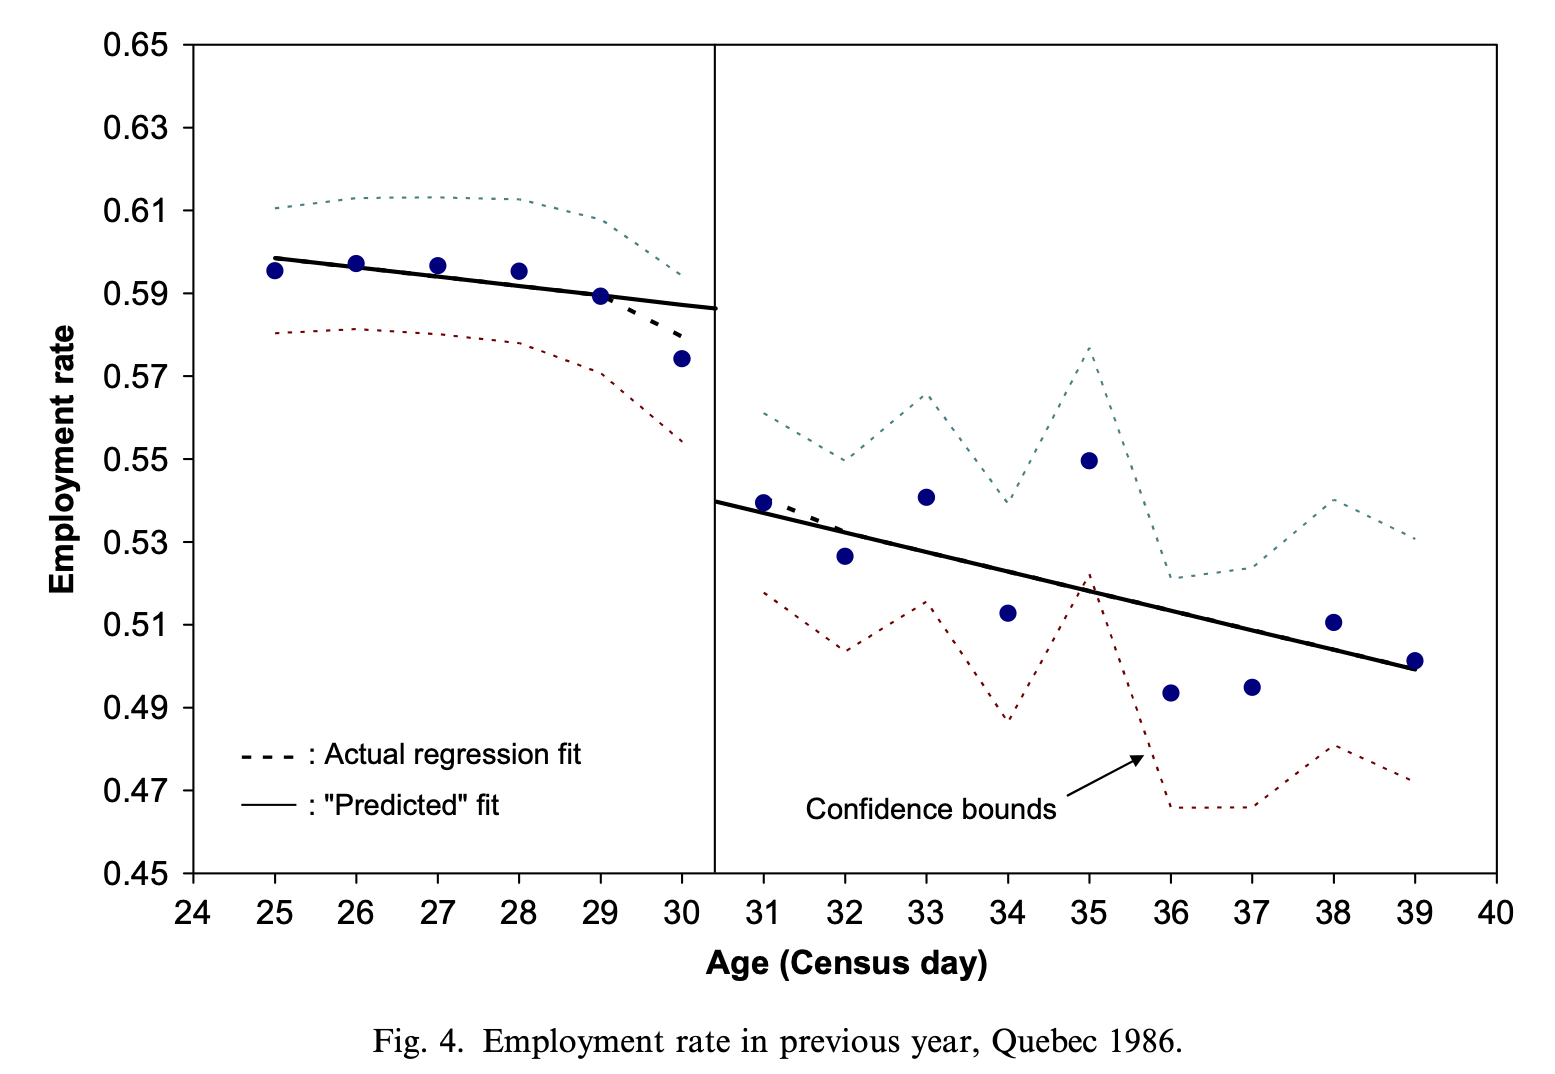 0.65
0.63
0.61
0.59
0.57
0.55
0.53
0.51
0.49
0.47
0.45
Employment rate
- - - : Actual regression fit
: "Predicted" fit
Confidence bounds
24 25 26 27 28 29 30 31 32 33 34 35 36 37 38 39 40
Age (Census day)
Fig. 4. Employment rate in previous year, Quebec 1986.